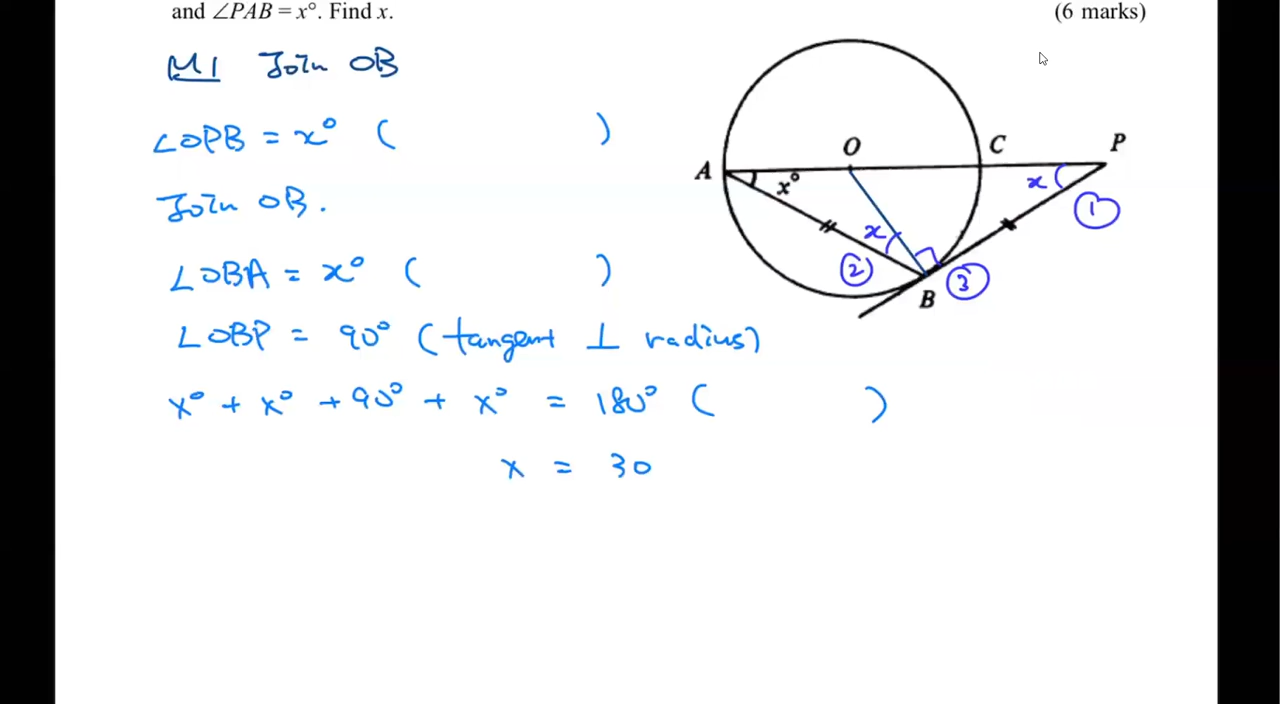 and ∠PAB = x°. Find x. (6 marks)
M1 Join OB
∠OPB = x° ( )
Join OB.
∠OBA = x° ( )
∠OBP = 90° (tangent ⊥ radius)
x° + x° + 90° + x° = 180° ( )
x = 30
O
C
P
A
x°
x
①
x
②
③
B